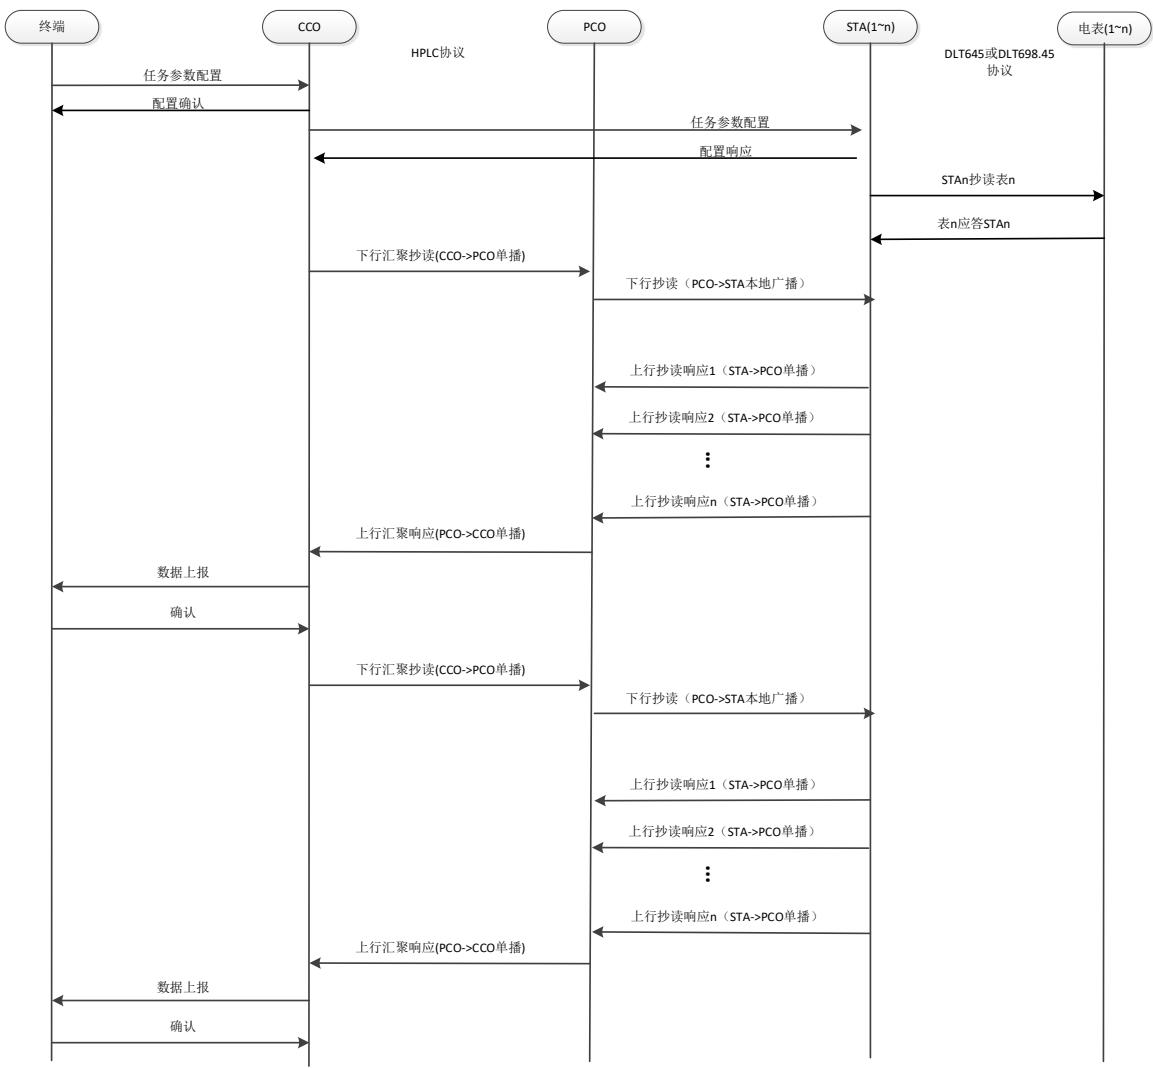 终端
CCO
PCO
STA(1~n)
电表(1~n)
HPLC协议
DLT645或DLT698.45
协议
任务参数配置
配置确认
任务参数配置
配置响应
STAn抄读表n
表n应答STAn
下行汇聚抄读(CCO->PCO单播)
下行抄读（PCO->STA本地广播）
上行抄读响应1（STA->PCO单播）
上行抄读响应2（STA->PCO单播）
上行抄读响应n（STA->PCO单播）
上行汇聚响应(PCO->CCO单播)
数据上报
确认
下行汇聚抄读(CCO->PCO单播)
下行抄读（PCO->STA本地广播）
上行抄读响应1（STA->PCO单播）
上行抄读响应2（STA->PCO单播）
上行抄读响应n（STA->PCO单播）
上行汇聚响应(PCO->CCO单播)
数据上报
确认